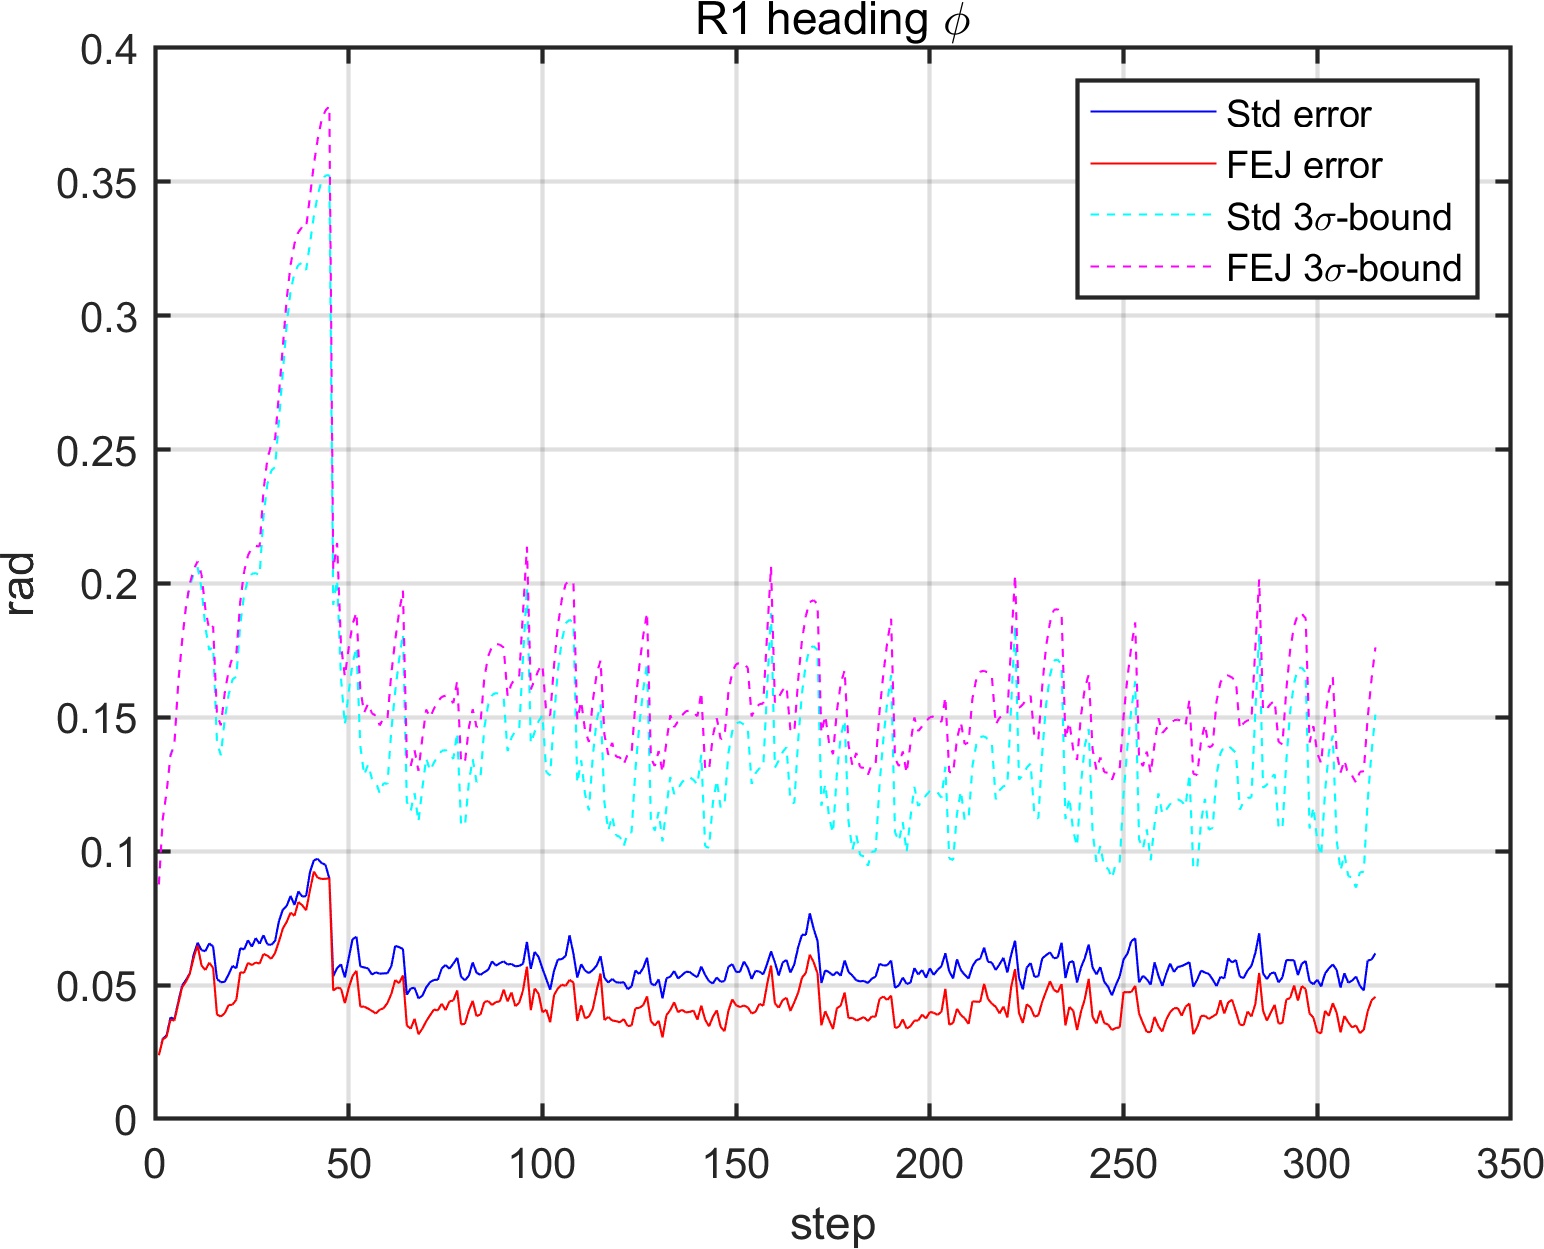 R1 heading ϕ
0.4
0.35
0.3
0.25
0.2
0.15
0.1
0.05
0
rad
Std error
FEJ error
Std 3σ-bound
FEJ 3σ-bound
0 50 100 150 200 250 300 350
step